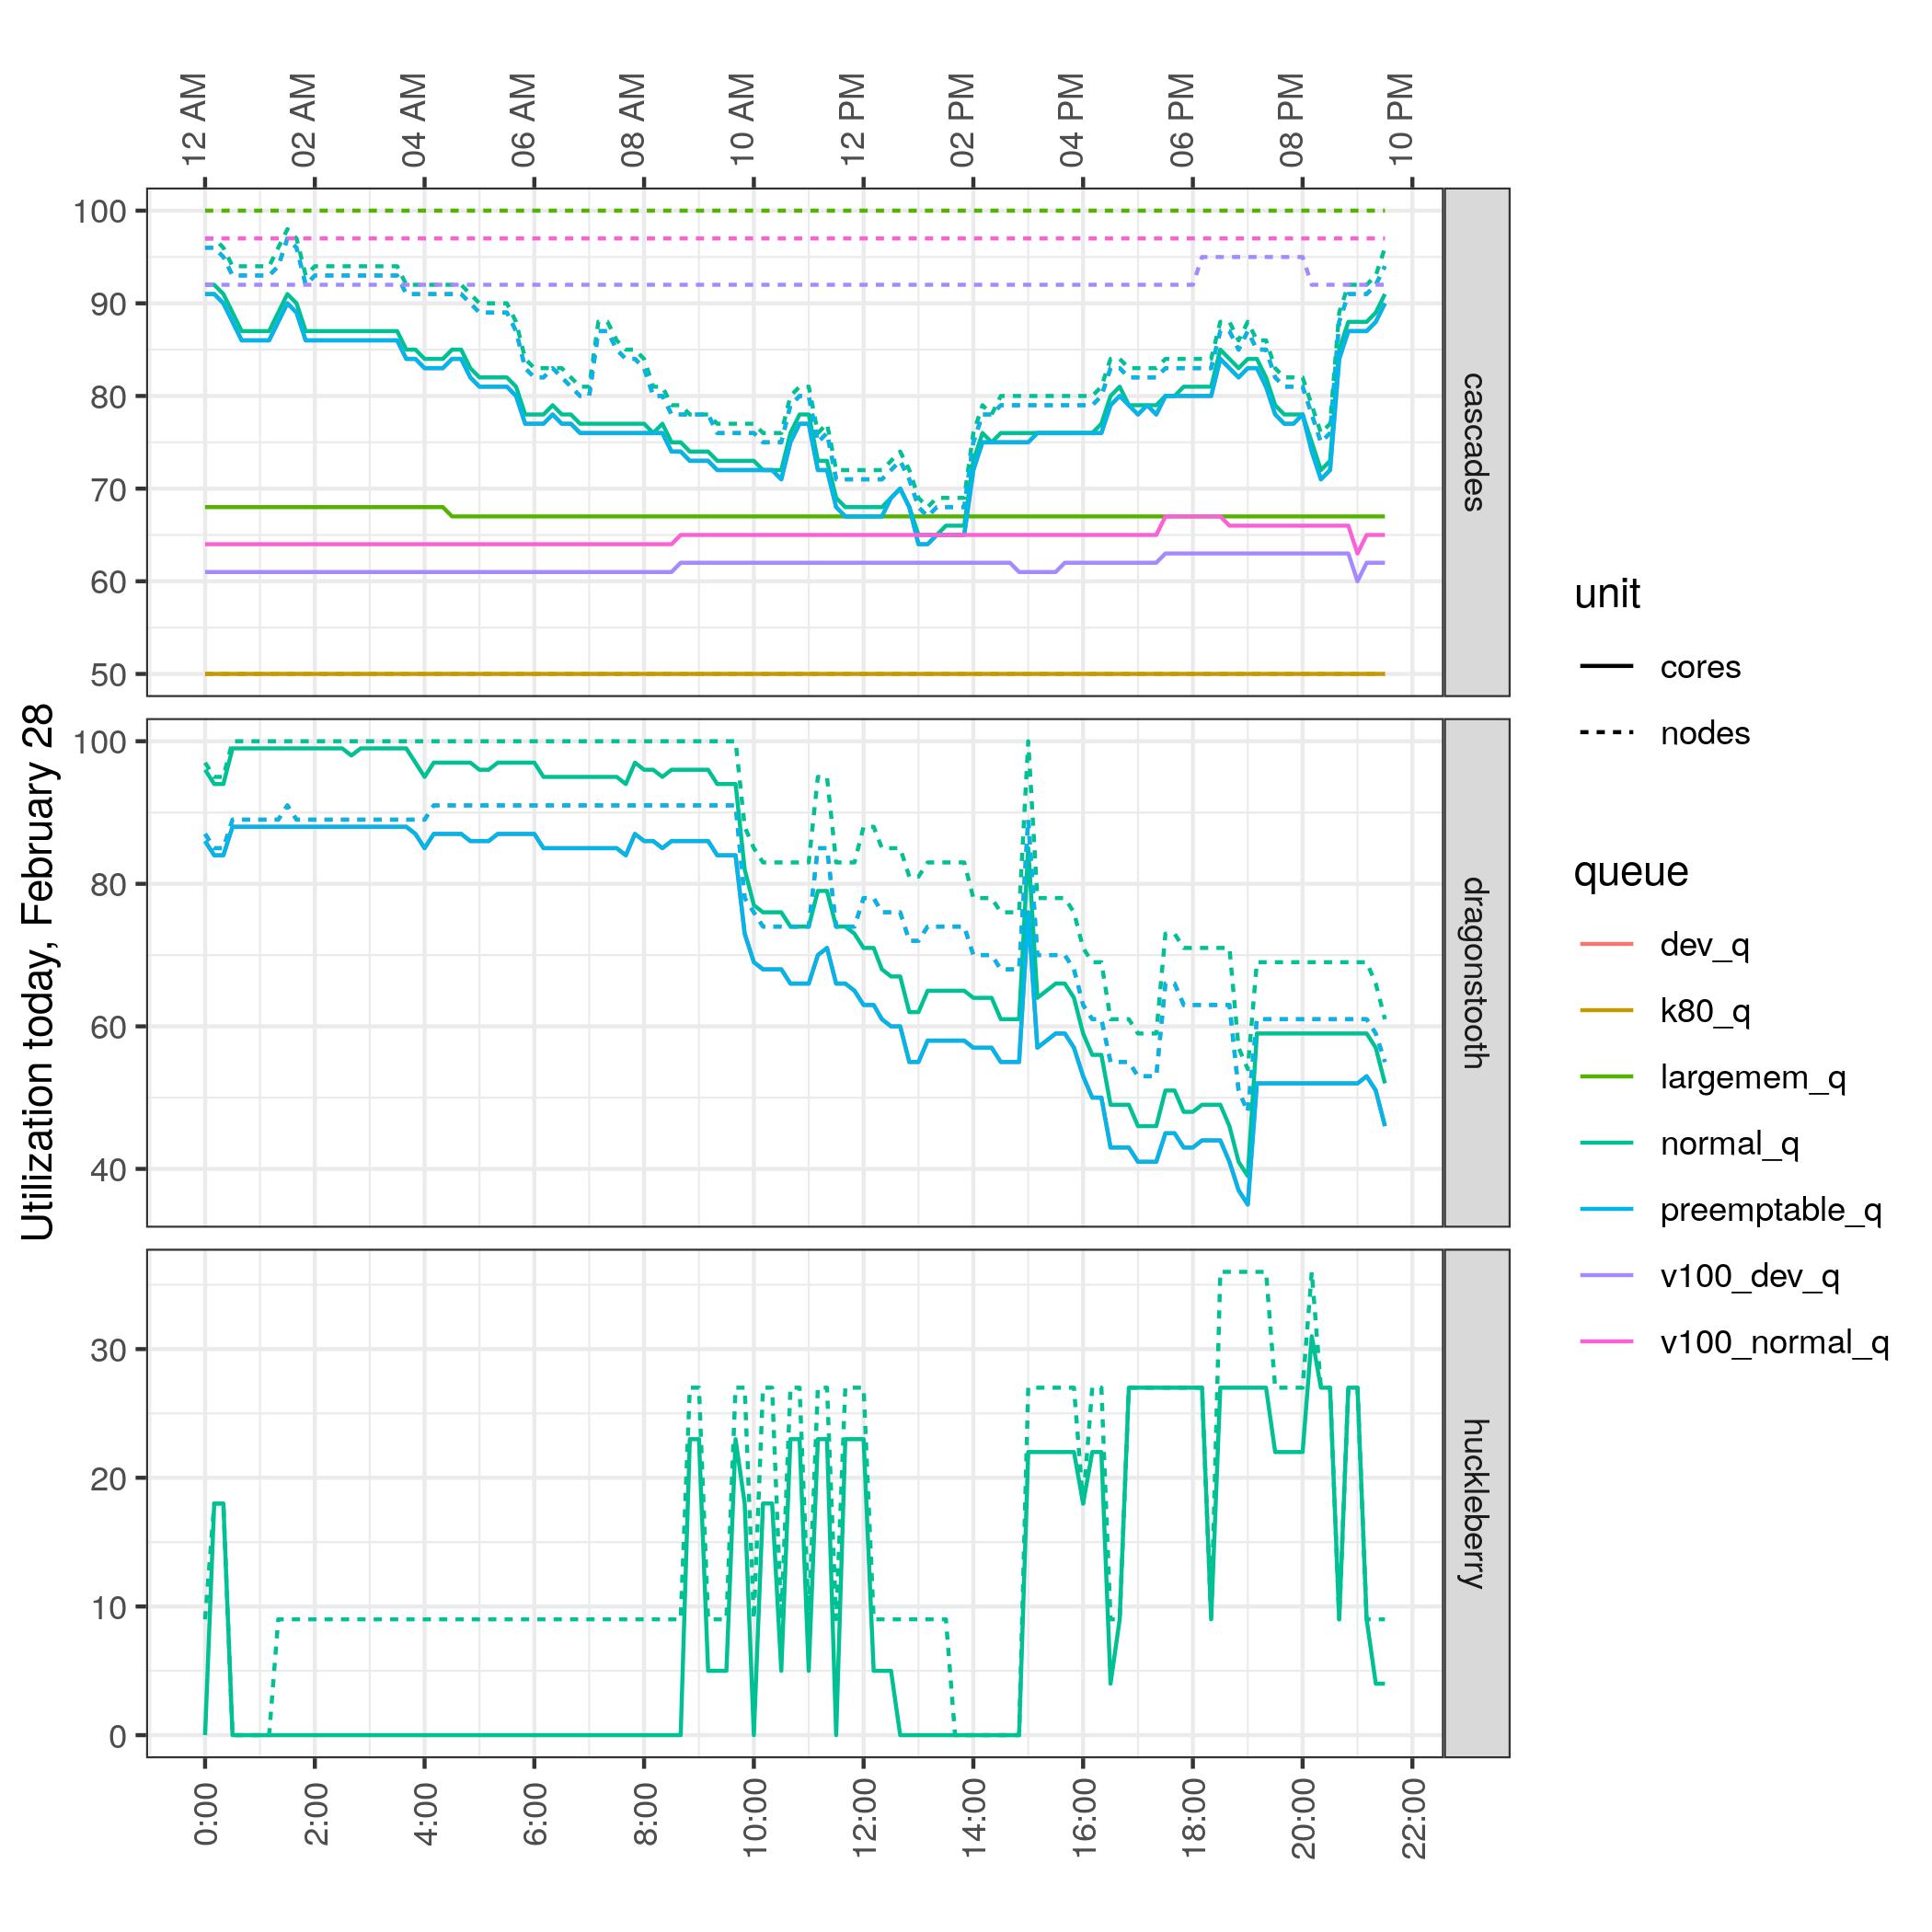 12 AM
02 AM
04 AM
06 AM
08 AM
10 AM
12 PM
02 PM
04 PM
06 PM
08 PM
10 PM
Utilization today, February 28
100
90
80
70
60
50
cascades
100
80
60
40
dragonstooth
30
20
10
0
huckleberry
0:00
2:00
4:00
6:00
8:00
10:00
12:00
14:00
16:00
18:00
20:00
22:00
unit
cores
nodes
queue
dev_q
k80_q
largemem_q
normal_q
preemptable_q
v100_dev_q
v100_normal_q